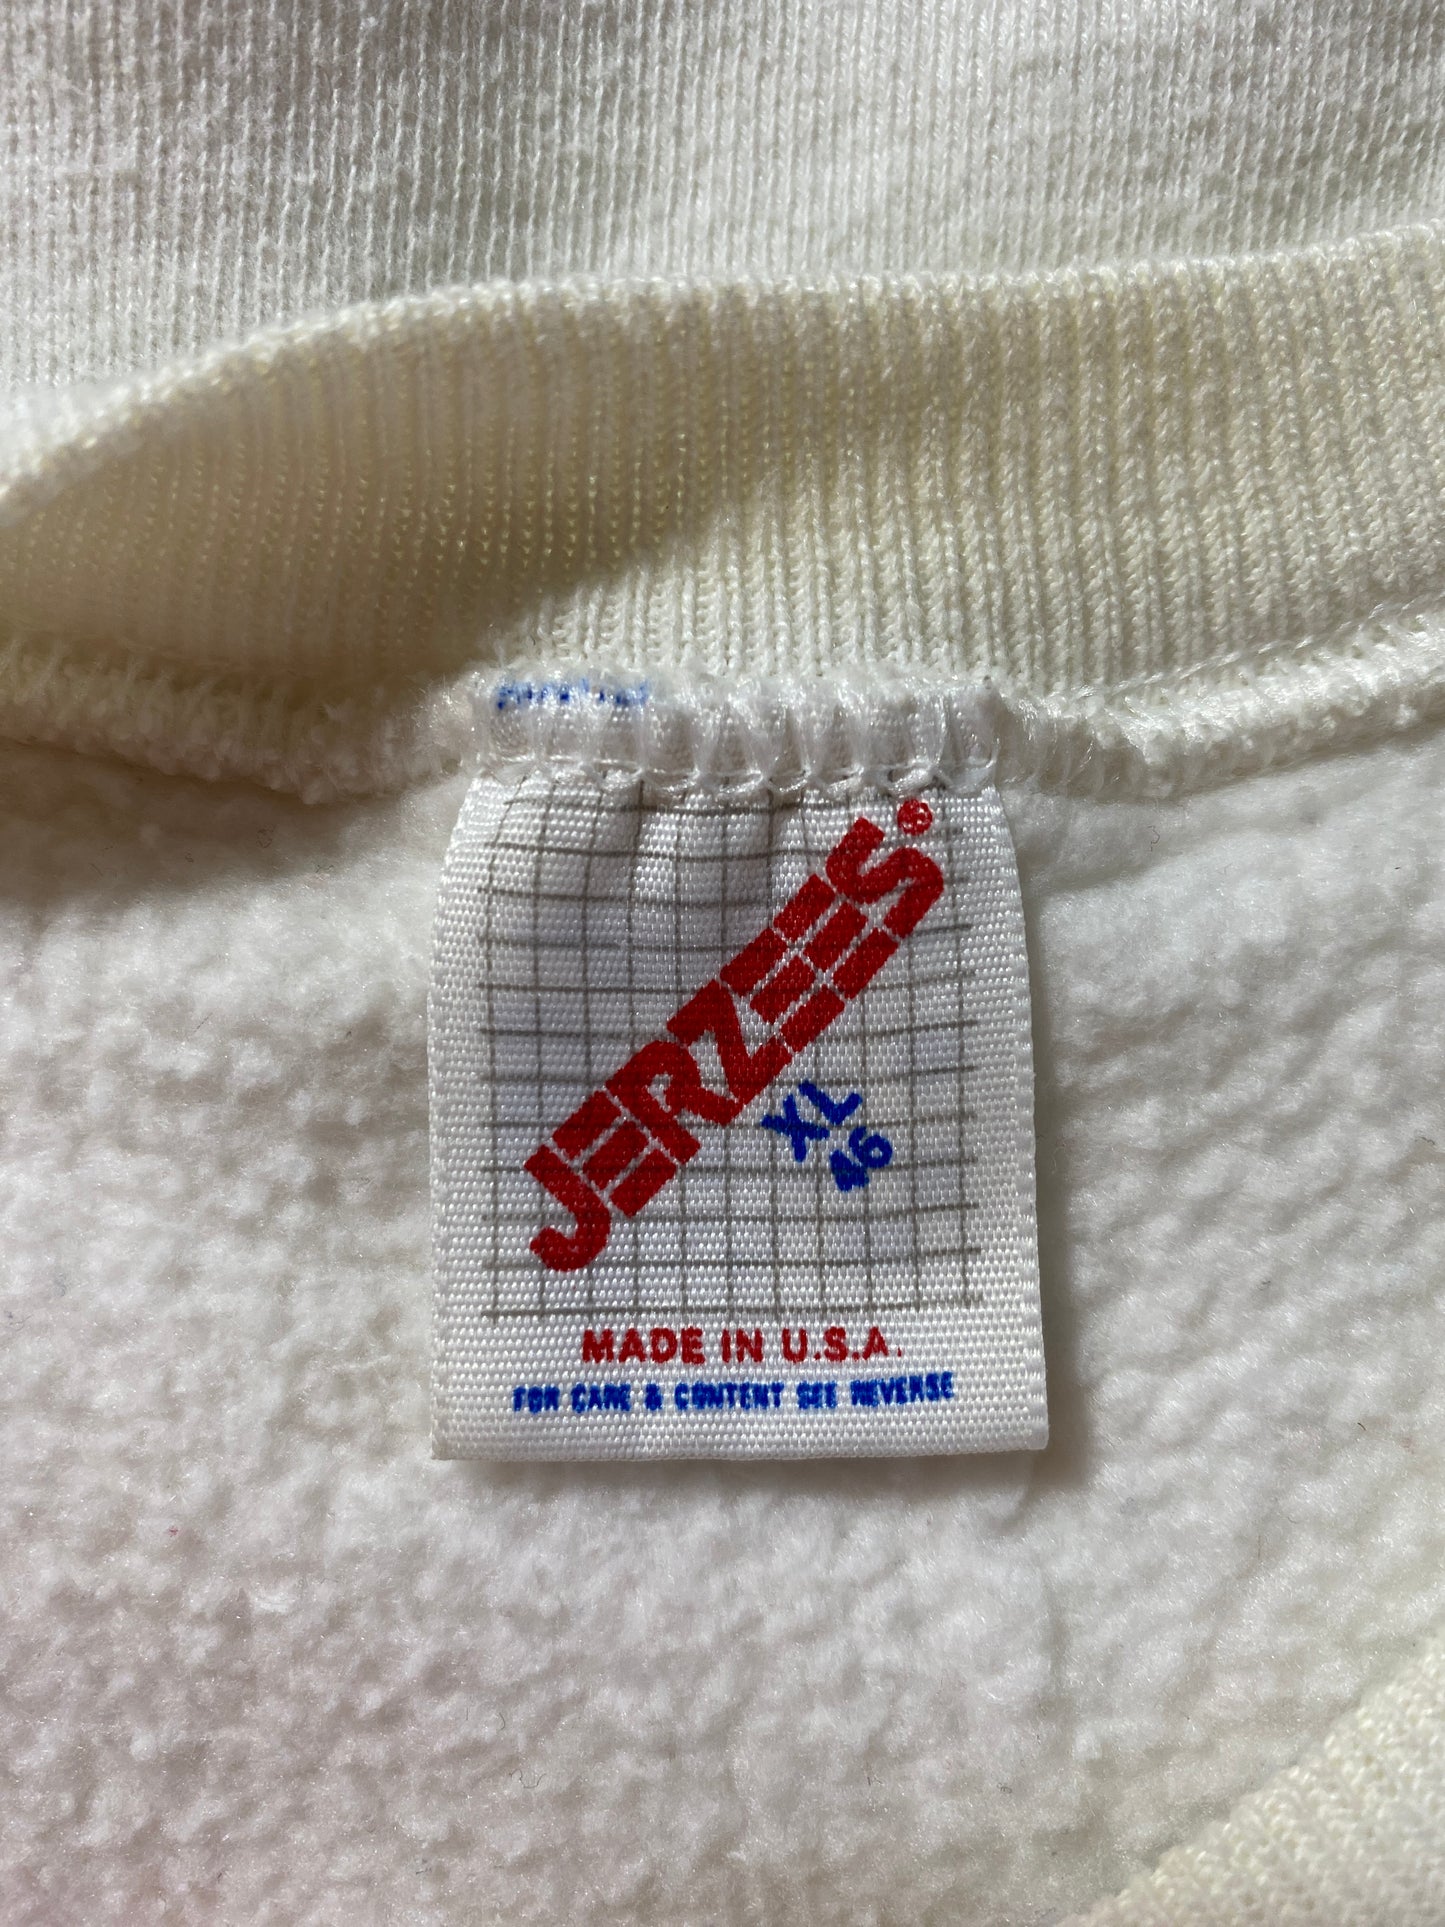 JERZEES®
XL
46
MADE IN U.S.A.
FOR CARE & CONTENT SEE REVERSE